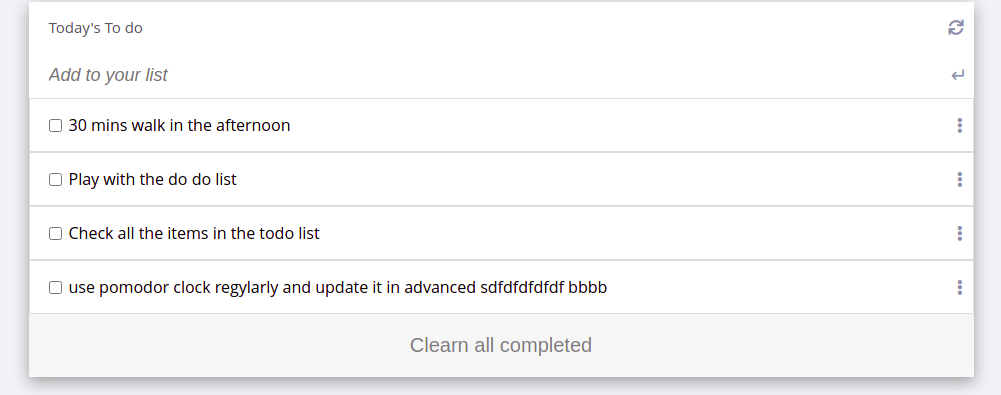 Today's To do
Add to your list
30 mins walk in the afternoon
Play with the do do list
Check all the items in the todo list
use pomodor clock regylarly and update it in advanced sdfdfdfdfdf bbbb
Clearn all completed